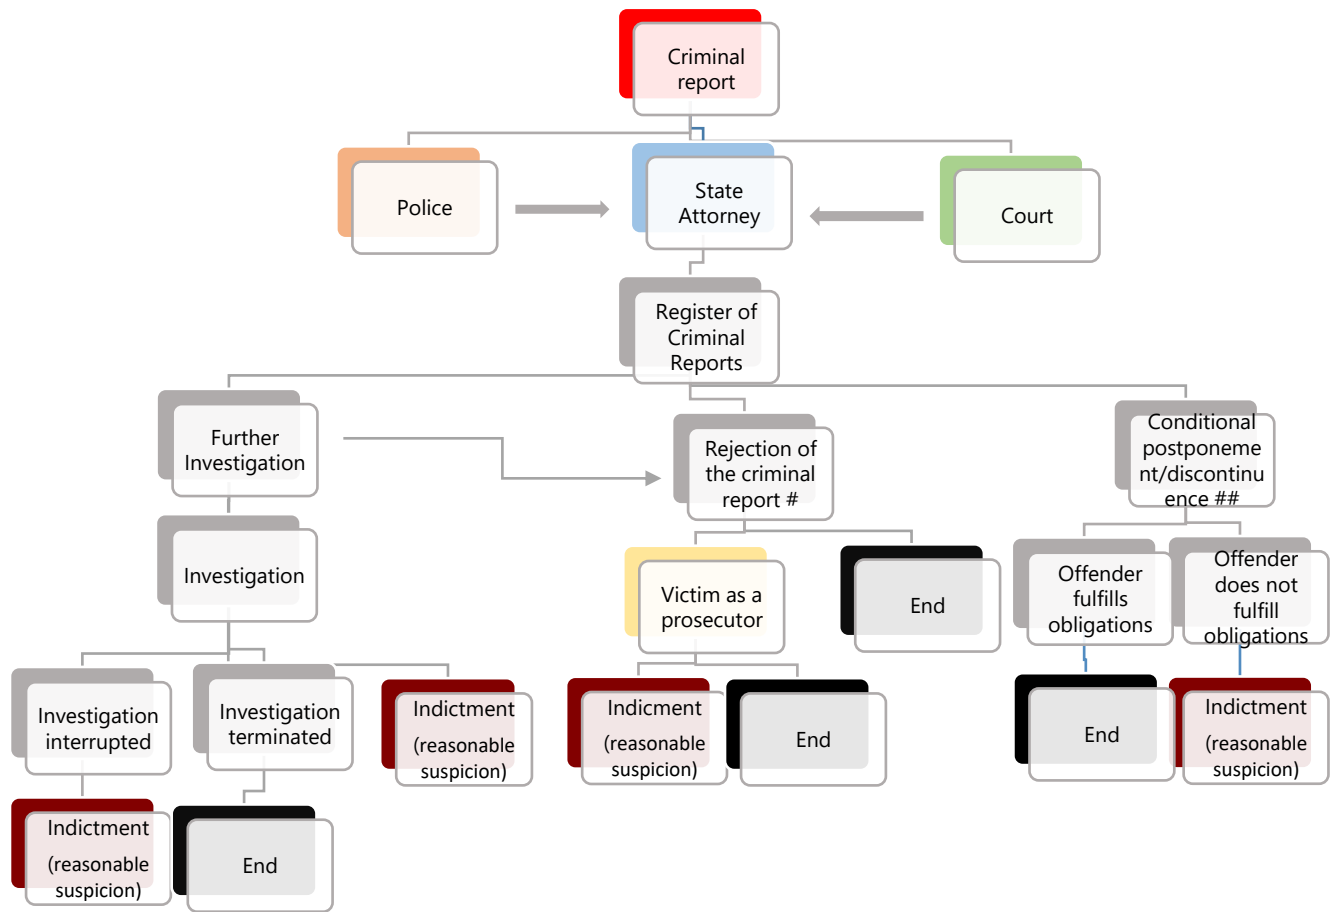 Criminal
report
Police
State
Attorney
Court
Register of
Criminal
Reports
Further
Investigation
Rejection of
the criminal
report #
Conditional
postponeme
nt/discontinu
ence ##
Investigation
Victim as a
prosecutor
End
Offender
fulfills
obligations
Offender
does not
fulfill
obligations
Investigation
interrupted
Investigation
terminated
Indictment
(reasonable
suspicion)
Indicment
(reasonable
suspicion)
End
End
Indictment
(reasonable
suspicion)
Indictment
(reasonable
suspicion)
End